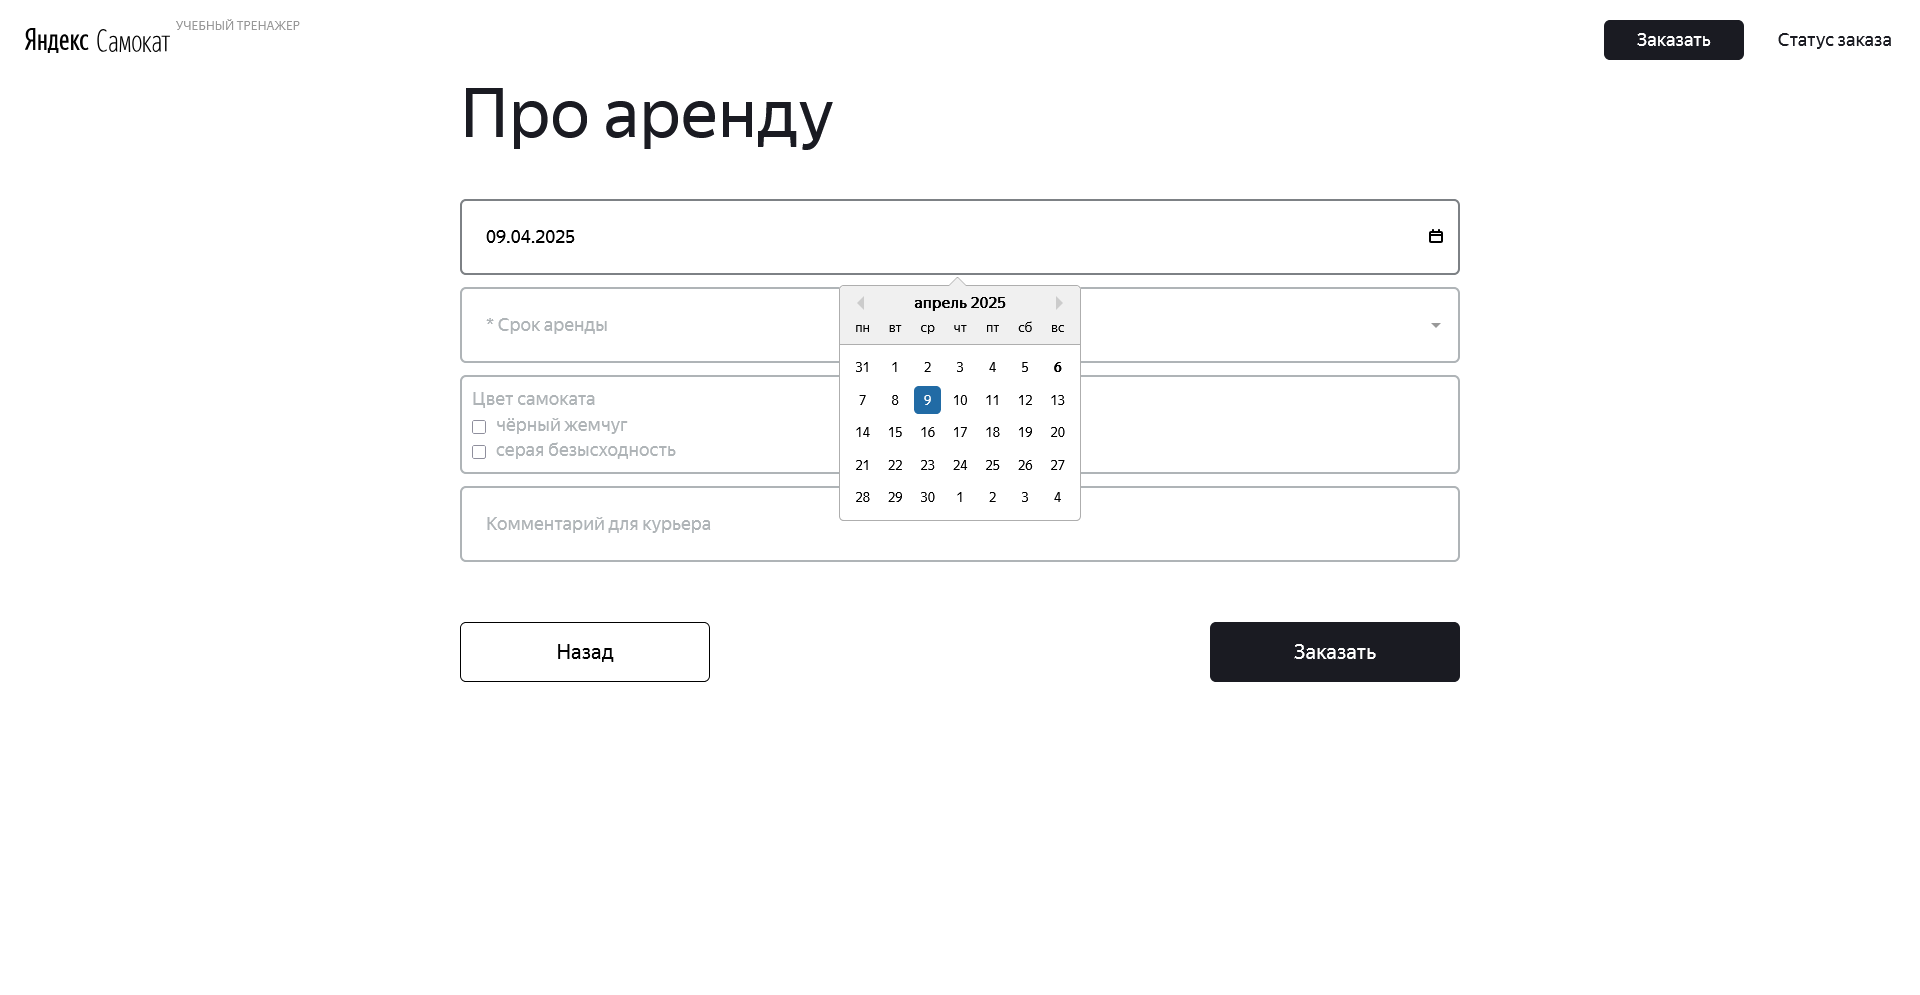 Яндекс Самокат УЧЕБНЫЙ ТРЕНАЖЕР
Заказать Статус заказа
Про аренду
09.04.2025
* Срок аренды
апрель 2025
пн вт ср чт пт сб вс
31 1 2 3 4 5 6
7 8 9 10 11 12 13
14 15 16 17 18 19 20
21 22 23 24 25 26 27
28 29 30 1 2 3 4
Цвет самоката
чёрный жемчуг
серая безысходность
Комментарий для курьера
Назад Заказать